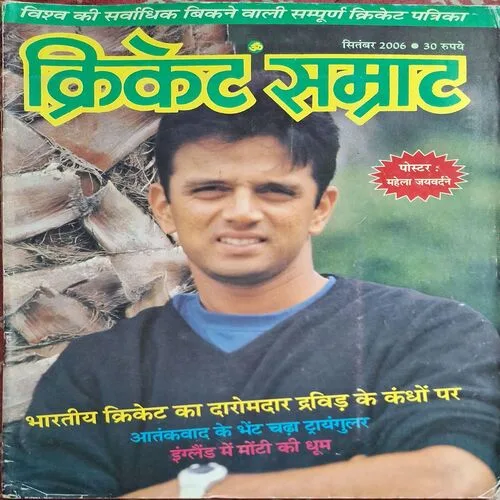 विश्व की सर्वाधिक बिकने वाली सम्पूर्ण क्रिकेट पत्रिका
ॐ
सितंबर 2006 ● 30 रुपये
क्रिकेट सम्राट
पोस्टर :
महेला जयवर्दने
भारतीय क्रिकेट का दारोमदार द्रविड़ के कंधों पर
आतंकवाद के भेंट चढ़ा ट्रायंगुलर
इंग्लैंड में मोंटी की धूम